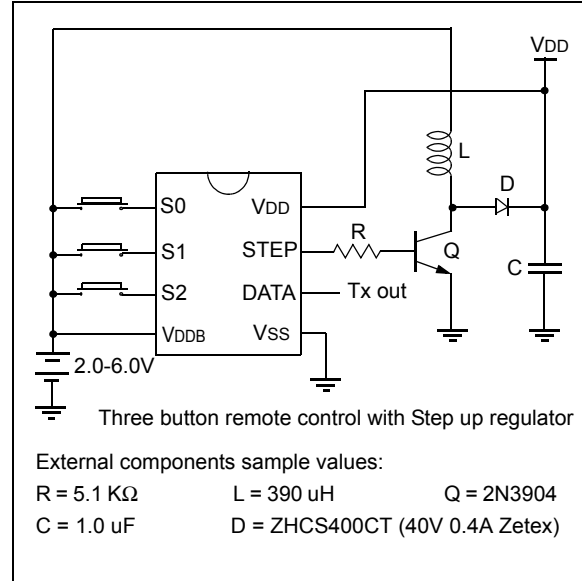 VDD
L
D
S0
VDD
R
S1
STEP
Q
C
S2
DATA
Tx out
VDDB
VSS
2.0-6.0V
Three button remote control with Step up regulator
External components sample values:
R = 5.1 KΩ L = 390 uH Q = 2N3904
C = 1.0 uF D = ZHCS400CT (40V 0.4A Zetex)